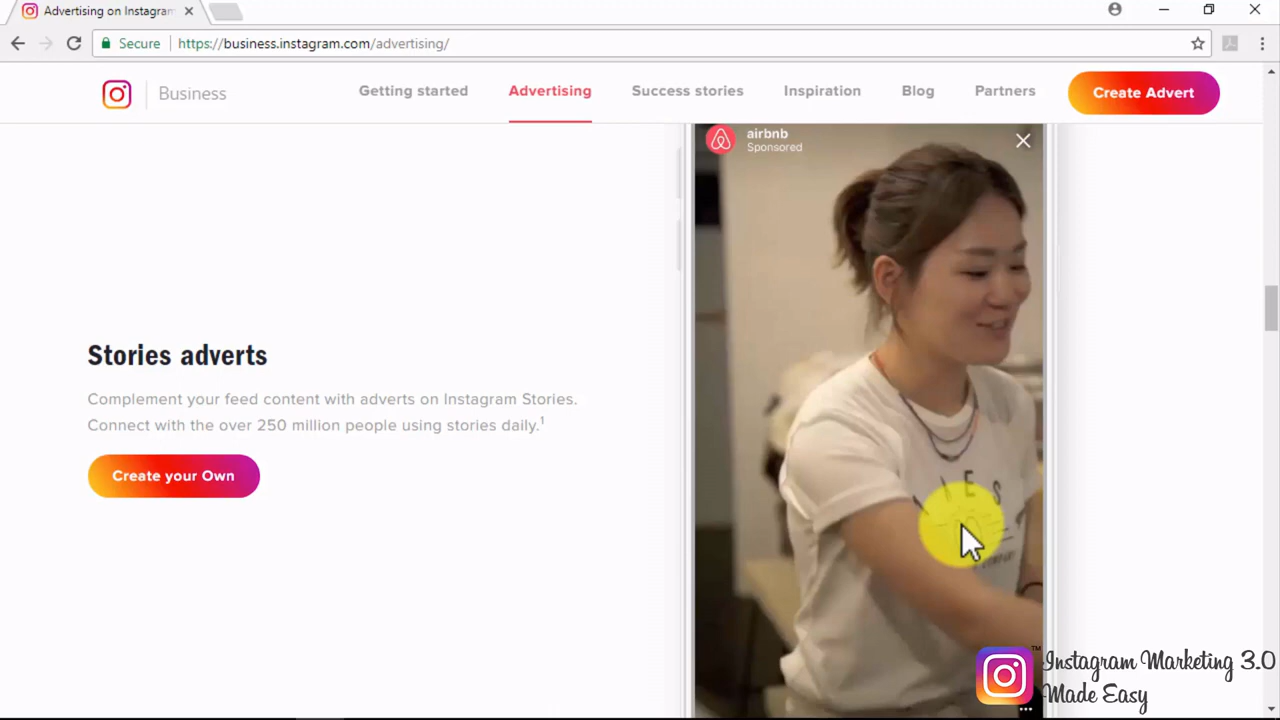 Advertising on Instagram
Secure
https://business.instagram.com/advertising/
Business
Getting started
Advertising
Success stories
Inspiration
Blog
Partners
Create Advert
airbnb
Sponsored
Stories adverts
Complement your feed content with adverts on Instagram Stories.
Connect with the over 250 million people using stories daily.1
Create your Own
Instagram Marketing 3.0
Made Easy